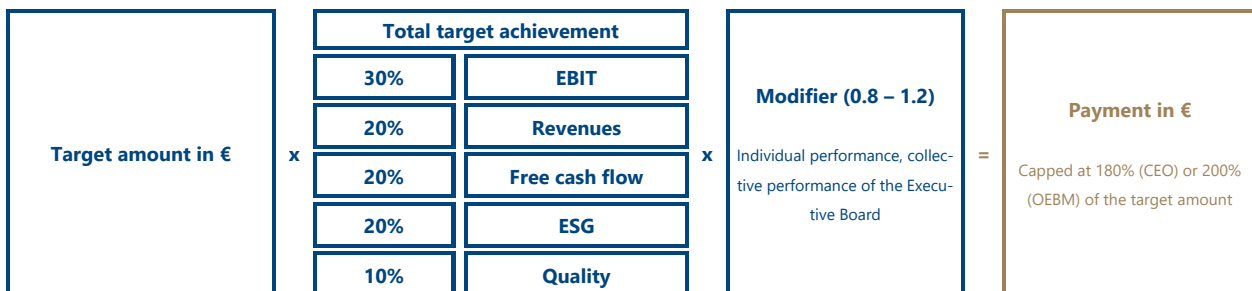 Total target achievement
30%
EBIT
20%
Revenues
20%
Free cash flow
20%
ESG
10%
Quality
Target amount in €
x
x
Modifier (0.8 – 1.2)
Individual performance, collec-
tive performance of the Execu-
tive Board
=
Payment in €
Capped at 180% (CEO) or 200%
(OEBM) of the target amount